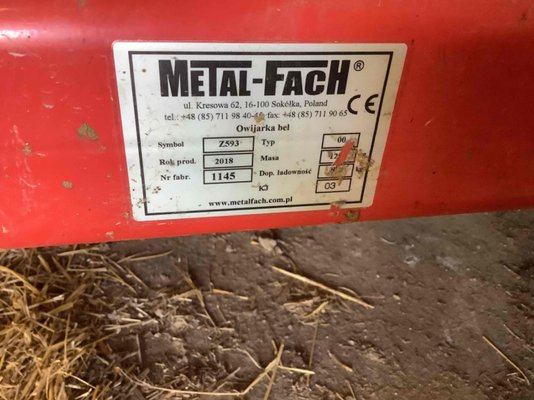 METAL-FACH ®
ul. Kresowa 62, 16-100 Sokółka, Poland
tel.: +48 (85) 711 98 40- fax: +48 (85) 711 90 65
CE
Owijarka bel
Symbol Z593 Typ 00
Rok prod. 2018 Masa
Nr fabr. 1145 Dop. ładowność
KJ 03
www.metalfach.com.pl